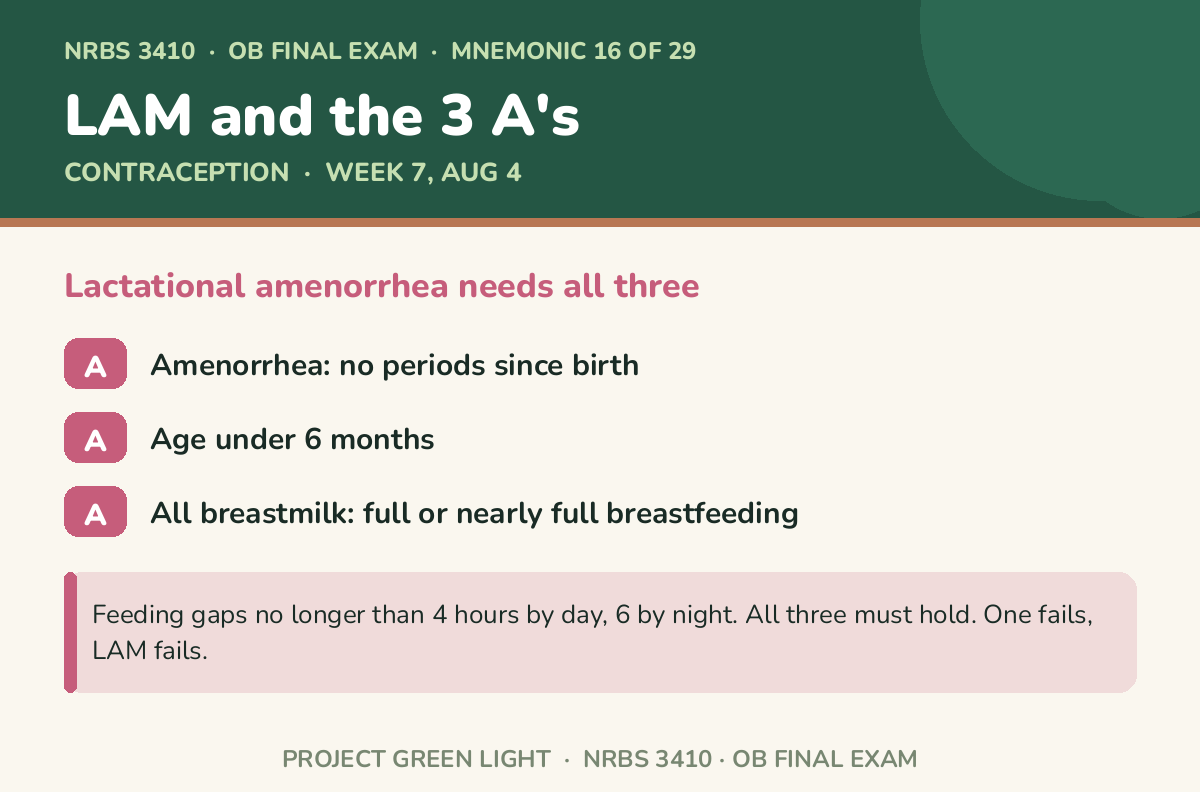 NRBS 3410 · OB FINAL EXAM · MNEMONIC 16 OF 29
LAM and the 3 A's
CONTRACEPTION · WEEK 7, AUG 4
Lactational amenorrhea needs all three
A Amenorrhea: no periods since birth
A Age under 6 months
A All breastmilk: full or nearly full breastfeeding
Feeding gaps no longer than 4 hours by day, 6 by night. All three must hold. One fails,
LAM fails.
PROJECT GREEN LIGHT · NRBS 3410 · OB FINAL EXAM